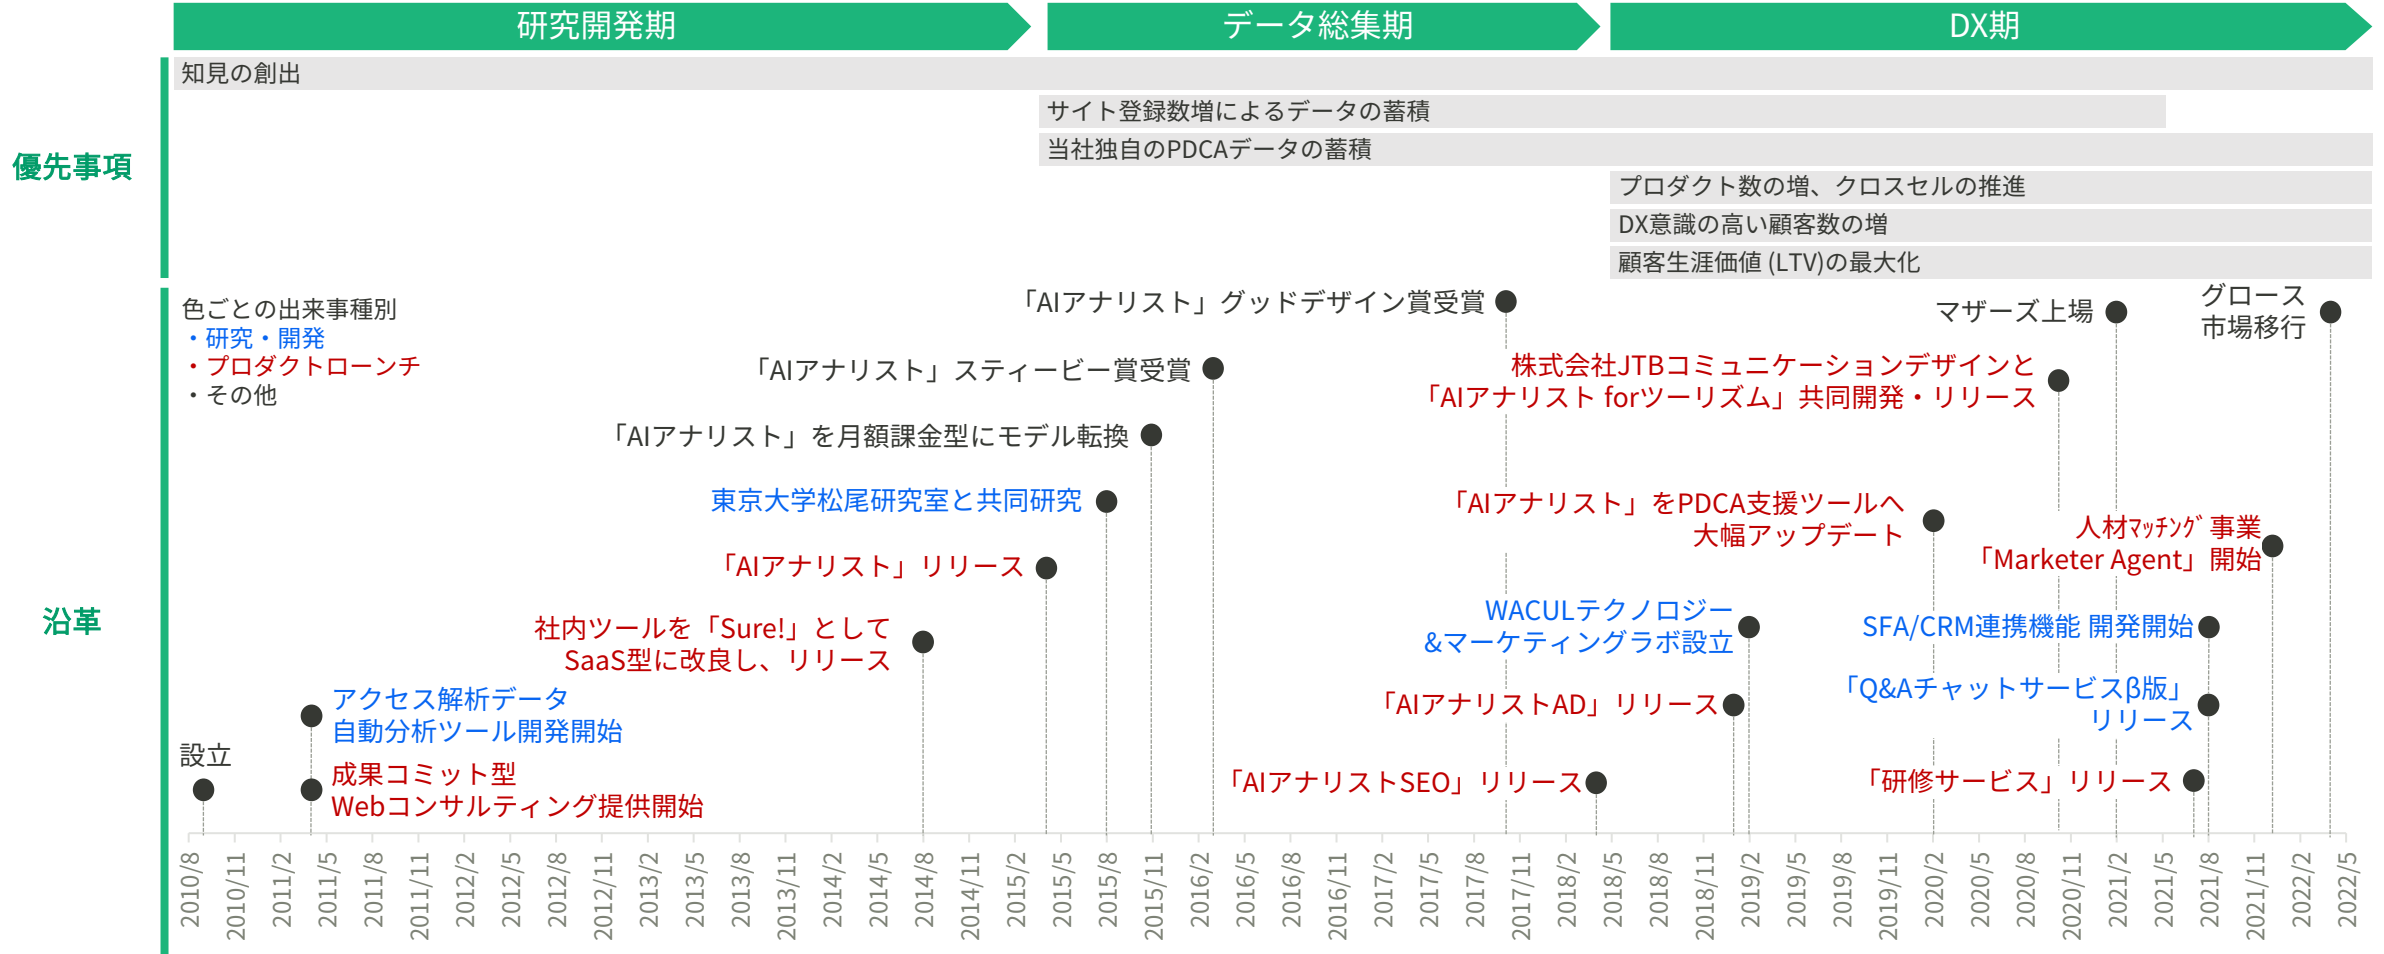 研究開発期
データ総集期
DX期
優先事項
知見の創出
サイト登録数増によるデータの蓄積
当社独自のPDCAデータの蓄積
プロダクト数の増、クロスセルの推進
DX意識の高い顧客数の増
顧客生涯価値 (LTV)の最大化
沿革
色ごとの出来事種別
・研究・開発
・プロダクトローンチ
・その他
設立
アクセス解析データ
自動分析ツール開発開始
成果コミット型
Webコンサルティング提供開始
社内ツールを「Sure!」として
SaaS型に改良し、リリース
「AIアナリスト」リリース
東京大学松尾研究室と共同研究
「AIアナリスト」を月額課金型にモデル転換
「AIアナリスト」スティービー賞受賞
「AIアナリスト」グッドデザイン賞受賞
「AIアナリストSEO」リリース
「AIアナリストAD」リリース
WACULテクノロジー
&マーケティングラボ設立
「AIアナリスト」をPDCA支援ツールへ
大幅アップデート
株式会社JTBコミュニケーションデザインと
「AIアナリスト forツーリズム」共同開発・リリース
マザーズ上場
「研修サービス」リリース
「Q&Aチャットサービスβ版」
リリース
SFA/CRM連携機能 開発開始
人材ﾏｯﾁﾝｸﾞ事業
「Marketer Agent」開始
グロース
市場移行
2010/8
2010/11
2011/2
2011/5
2011/8
2011/11
2012/2
2012/5
2012/8
2012/11
2013/2
2013/5
2013/8
2013/11
2014/2
2014/5
2014/8
2014/11
2015/2
2015/5
2015/8
2015/11
2016/2
2016/5
2016/8
2016/11
2017/2
2017/5
2017/8
2017/11
2018/2
2018/5
2018/8
2018/11
2019/2
2019/5
2019/8
2019/11
2020/2
2020/5
2020/8
2020/11
2021/2
2021/5
2021/8
2021/11
2022/2
2022/5